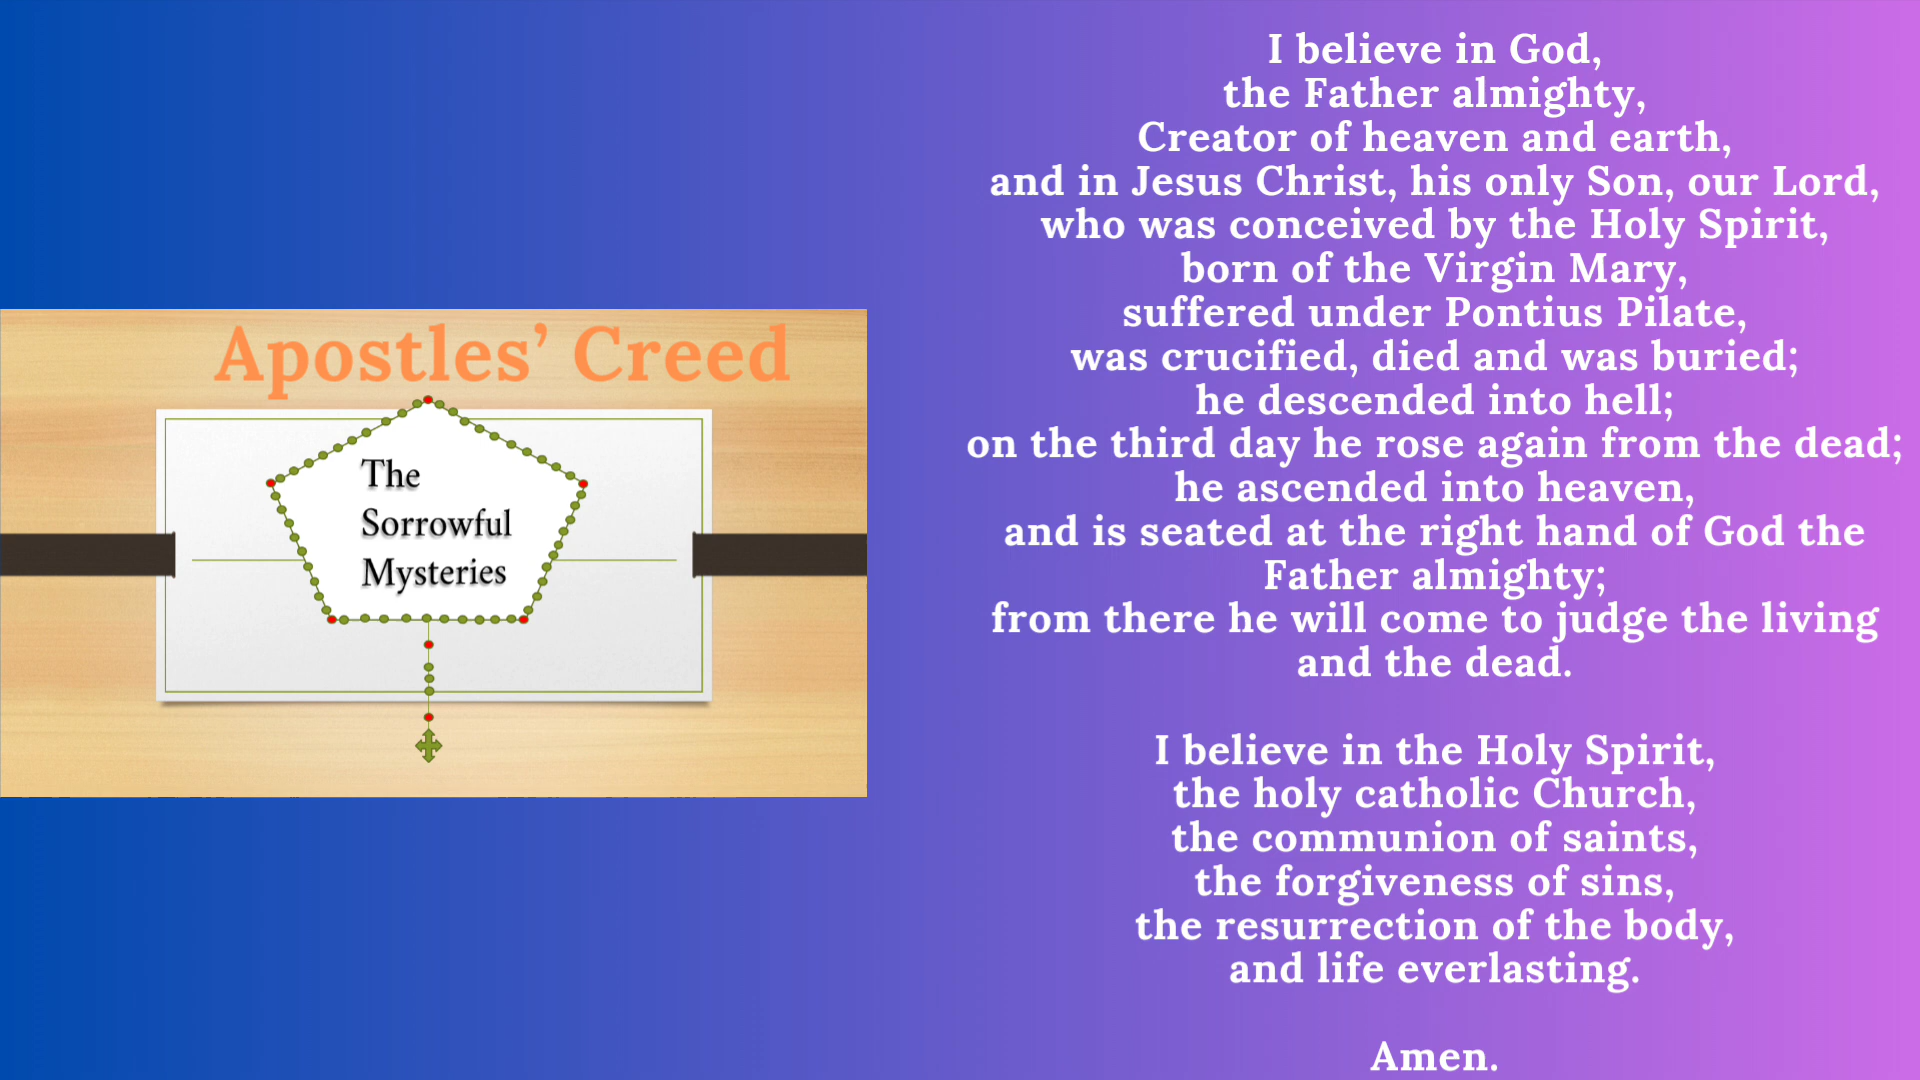 Apostles’ Creed
The
Sorrowful
Mysteries
I believe in God,
the Father almighty,
Creator of heaven and earth,
and in Jesus Christ, his only Son, our Lord,
who was conceived by the Holy Spirit,
born of the Virgin Mary,
suffered under Pontius Pilate,
was crucified, died and was buried;
he descended into hell;
on the third day he rose again from the dead;
he ascended into heaven,
and is seated at the right hand of God the
Father almighty;
from there he will come to judge the living
and the dead.
I believe in the Holy Spirit,
the holy catholic Church,
the communion of saints,
the forgiveness of sins,
the resurrection of the body,
and life everlasting.
Amen.